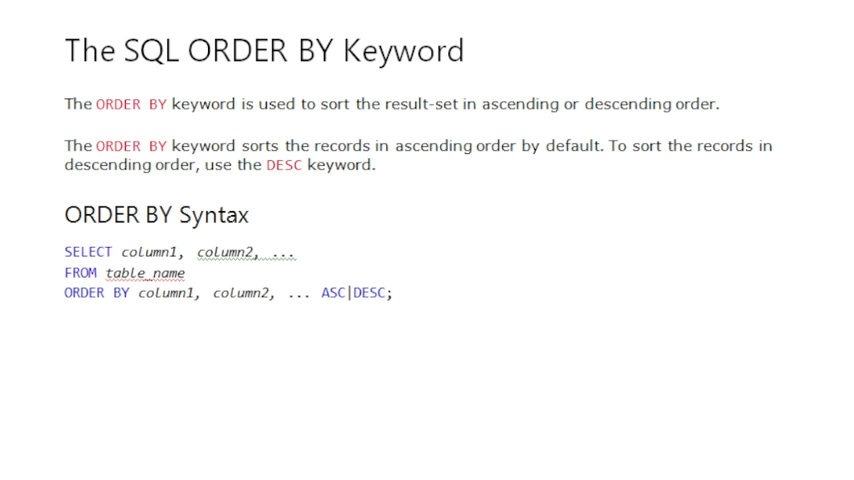 The SQL ORDER BY Keyword
The ORDER BY keyword is used to sort the result-set in ascending or descending order.
The ORDER BY keyword sorts the records in ascending order by default. To sort the records in
descending order, use the DESC keyword.
ORDER BY Syntax
SELECT column1, column2, ...
FROM table_name
ORDER BY column1, column2, ... ASC|DESC;